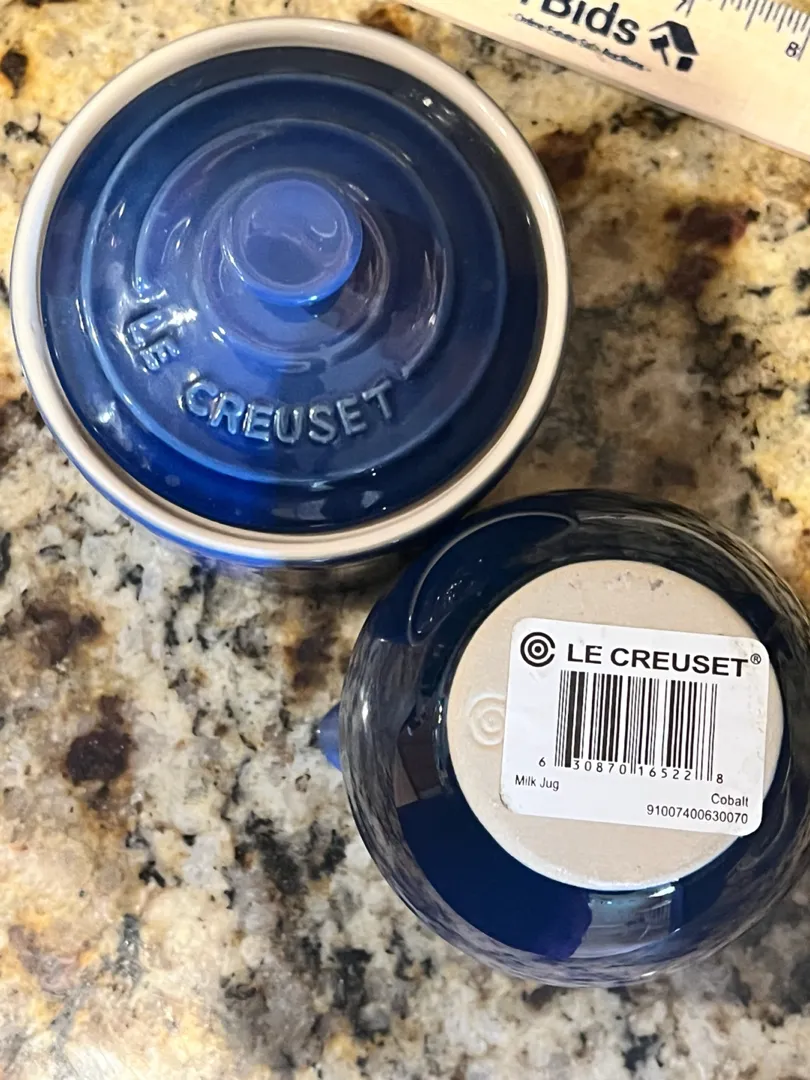 Bids
8
LE CREUSET
LE CREUSET®
6 30870 16522 8
Milk Jug
Cobalt
91007400630070